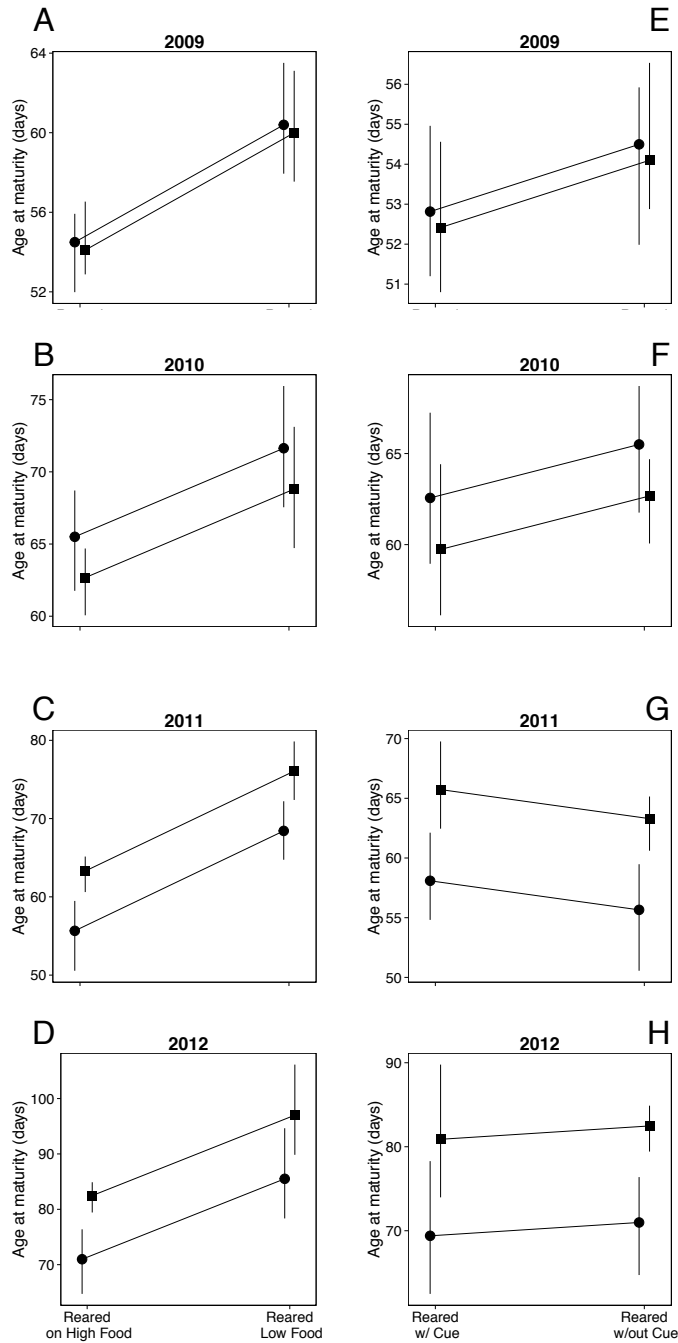 A
2009
Age at maturity (days)
64
60
56
52
E
2009
Age at maturity (days)
56
55
54
53
52
51
B
2010
Age at maturity (days)
75
70
65
60
F
2010
Age at maturity (days)
65
60
C
2011
Age at maturity (days)
80
70
60
50
G
2011
Age at maturity (days)
70
65
60
55
50
D
2012
Age at maturity (days)
100
90
80
70
Reared
on High Food
Reared
Low Food
H
2012
Age at maturity (days)
90
80
70
Reared
w/ Cue
Reared
w/out Cue